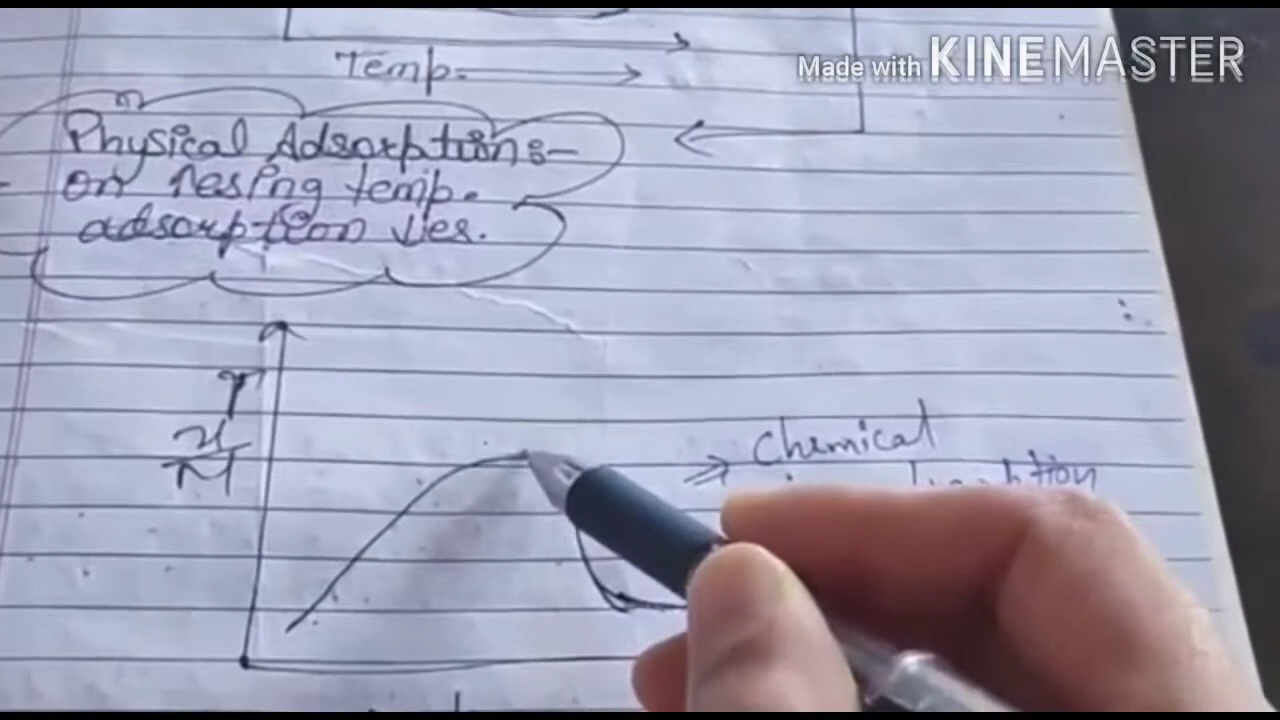 Made with KINEMASTER
Temp.
Physical Adsorption:-
on resing temp.
adsorption ↓es.
x
M
Chemical